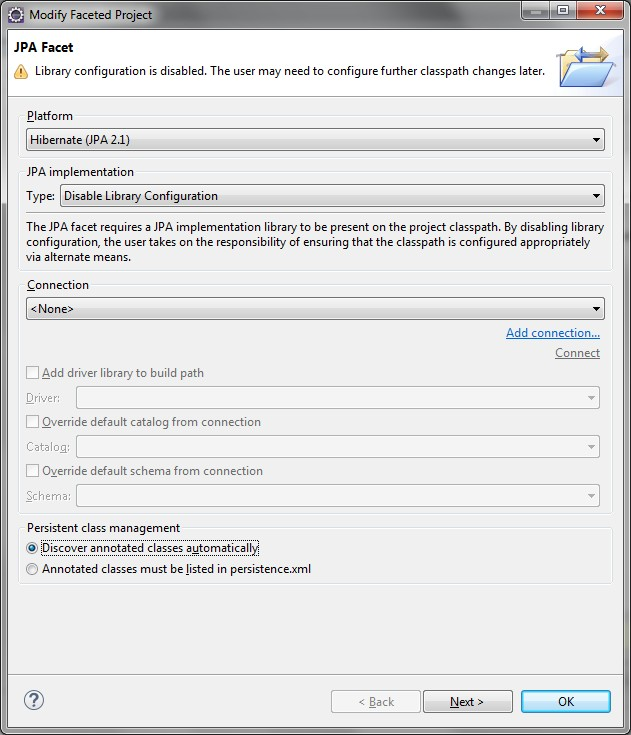 Modify Faceted Project
JPA Facet
Library configuration is disabled. The user may need to configure further classpath changes later.
Platform
Hibernate (JPA 2.1)
JPA implementation
Type: Disable Library Configuration
The JPA facet requires a JPA implementation library to be present on the project classpath. By disabling library
configuration, the user takes on the responsibility of ensuring that the classpath is configured appropriately
via alternate means.
Connection
<None>
Add connection...
Connect
Add driver library to build path
Driver:
Override default catalog from connection
Catalog:
Override default schema from connection
Schema:
Persistent class management
Discover annotated classes automatically
Annotated classes must be listed in persistence.xml
?
< Back Next > OK